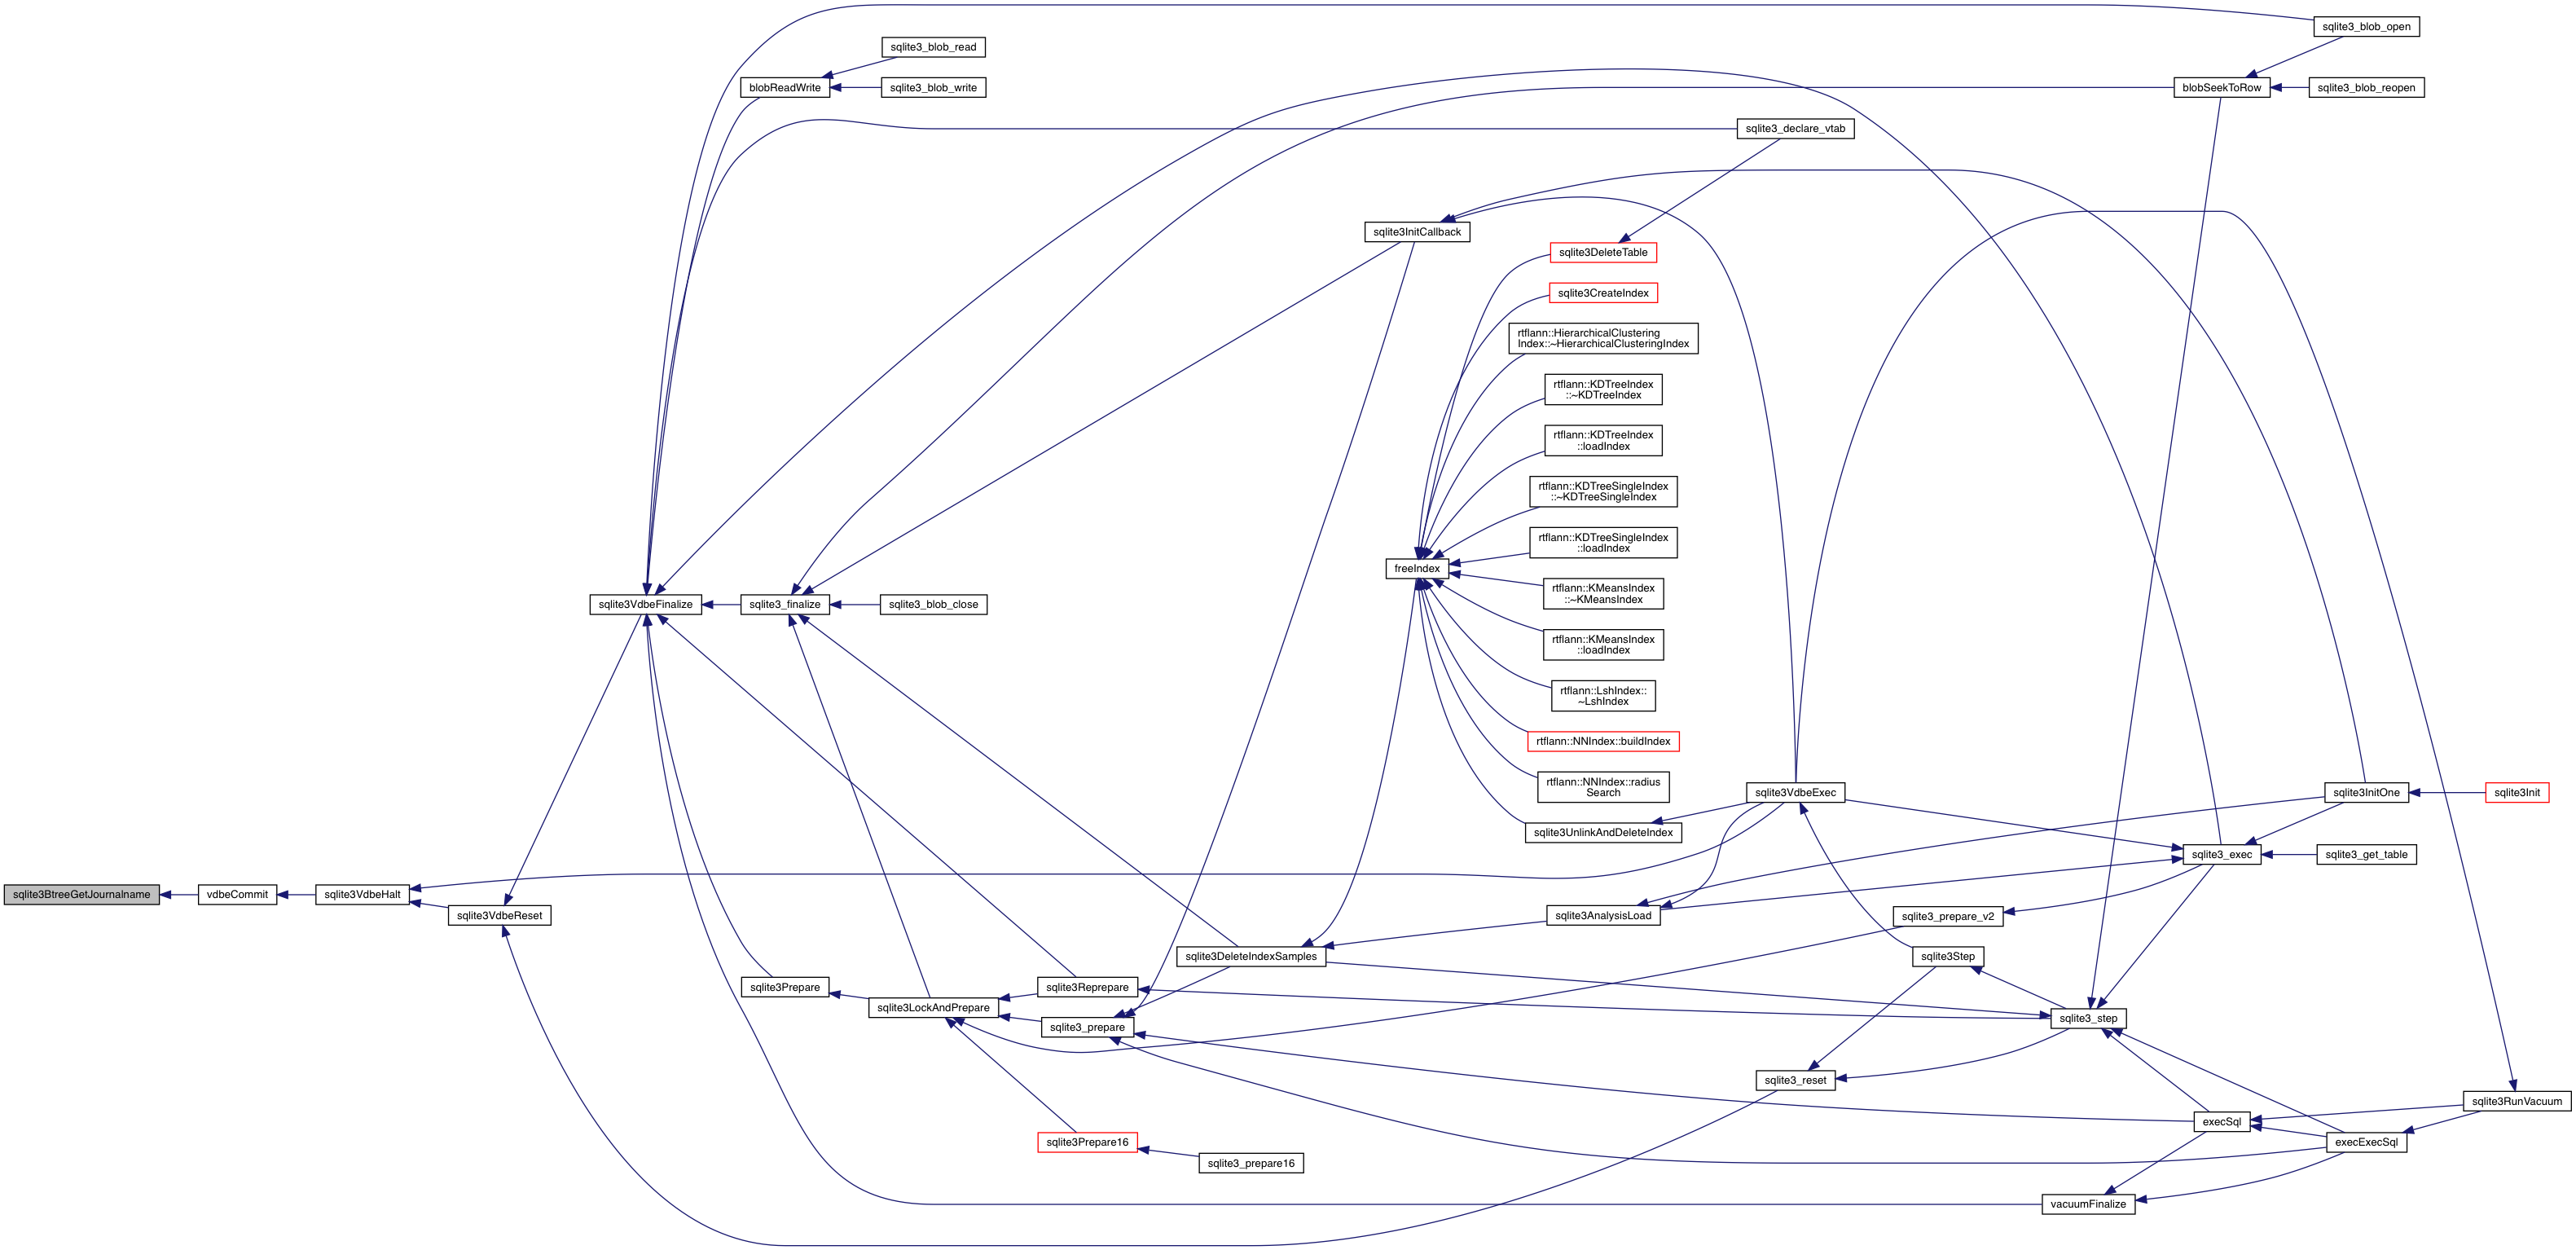 sqlite3_blob_open
sqlite3_blob_read
blobReadWrite
sqlite3_blob_write
blobSeekToRow
sqlite3_blob_reopen
sqlite3_declare_vtab
sqlite3InitCallback
sqlite3DeleteTable
sqlite3CreateIndex
rtflann::HierarchicalClustering
Index::~HierarchicalClusteringIndex
rtflann::KDTreeIndex
::~KDTreeIndex
rtflann::KDTreeIndex
::loadIndex
rtflann::KDTreeSingleIndex
::~KDTreeSingleIndex
rtflann::KDTreeSingleIndex
::loadIndex
freeIndex
rtflann::KMeansIndex
::~KMeansIndex
sqlite3VdbeFinalize
sqlite3_finalize
sqlite3_blob_close
rtflann::KMeansIndex
::loadIndex
rtflann::LshIndex::
~LshIndex
rtflann::NNIndex::buildIndex
rtflann::NNIndex::radius
Search
sqlite3VdbeExec
sqlite3InitOne
sqlite3Init
sqlite3UnlinkAndDeleteIndex
sqlite3_exec
sqlite3_get_table
sqlite3BtreeGetJournalname
vdbeCommit
sqlite3VdbeHalt
sqlite3VdbeReset
sqlite3AnalysisLoad
sqlite3_prepare_v2
sqlite3DeleteIndexSamples
sqlite3Step
sqlite3Prepare
sqlite3Reprepare
sqlite3LockAndPrepare
sqlite3_prepare
sqlite3_step
sqlite3_reset
sqlite3RunVacuum
execSql
sqlite3Prepare16
execExecSql
sqlite3_prepare16
vacuumFinalize